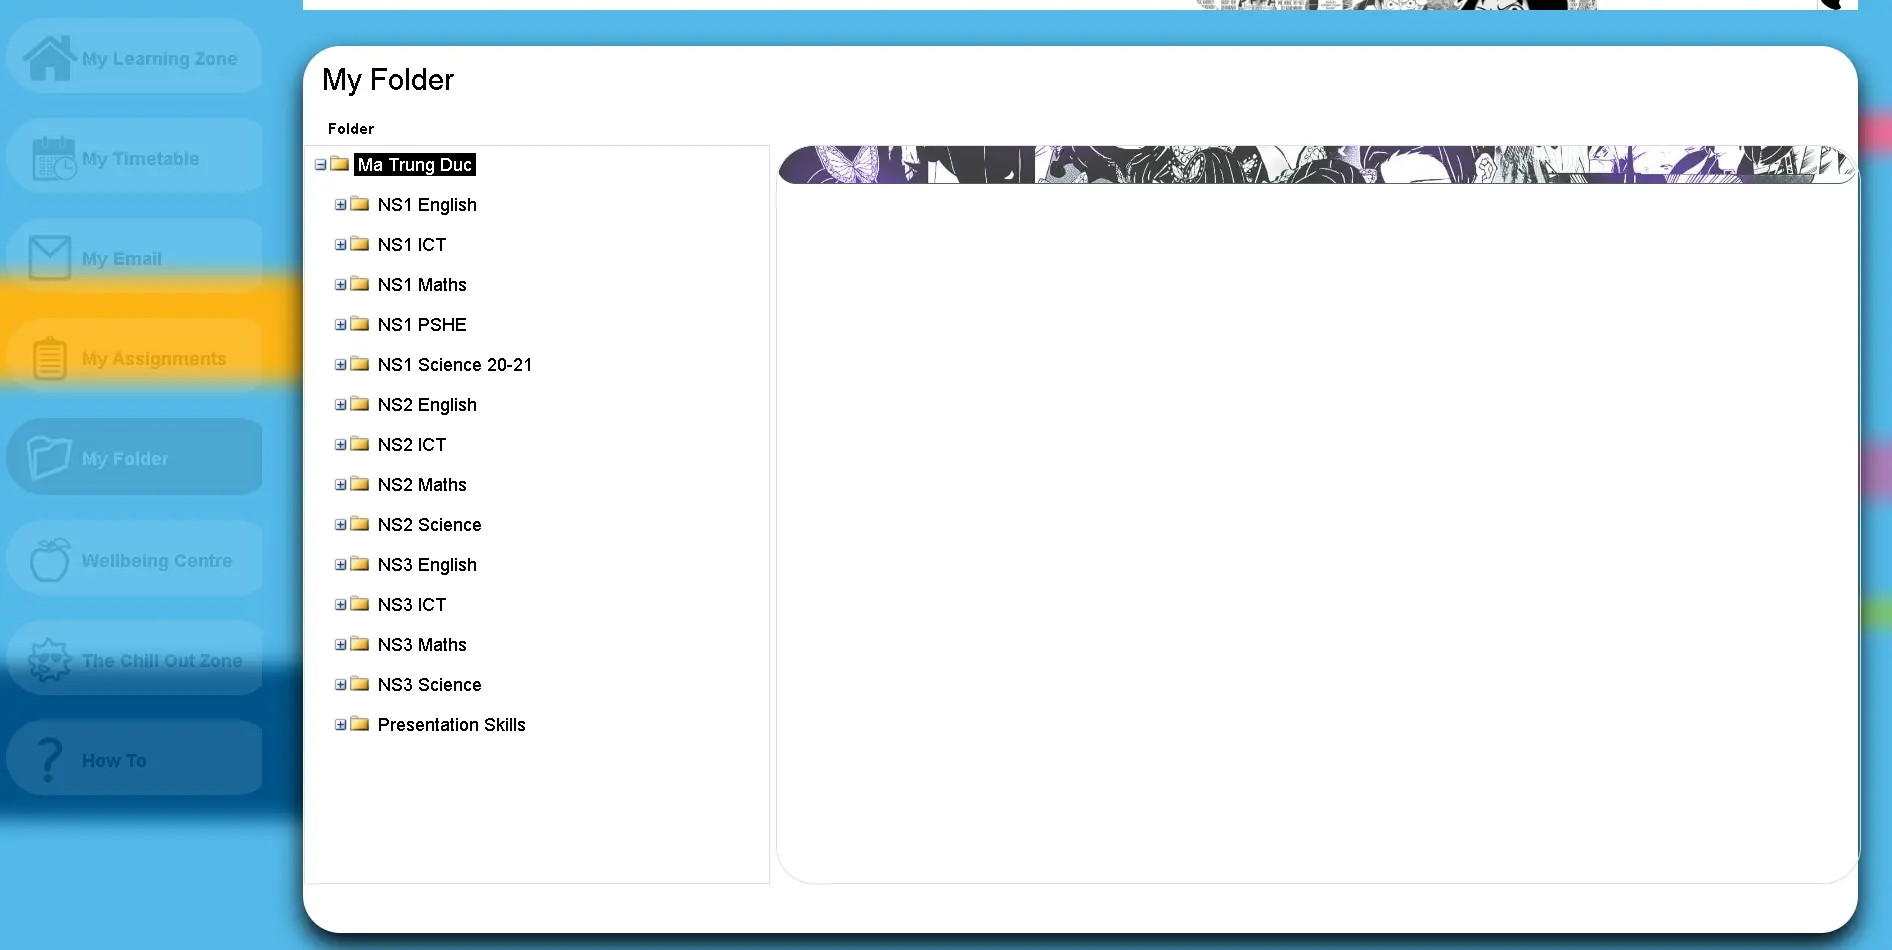 My Learning Zone
My Timetable
My Email
My Assignments
My Folder
Wellbeing Centre
The Chill Out Zone
How To
My Folder
Folder
Ma Trung Duc
NS1 English
NS1 ICT
NS1 Maths
NS1 PSHE
NS1 Science 20-21
NS2 English
NS2 ICT
NS2 Maths
NS2 Science
NS3 English
NS3 ICT
NS3 Maths
NS3 Science
Presentation Skills